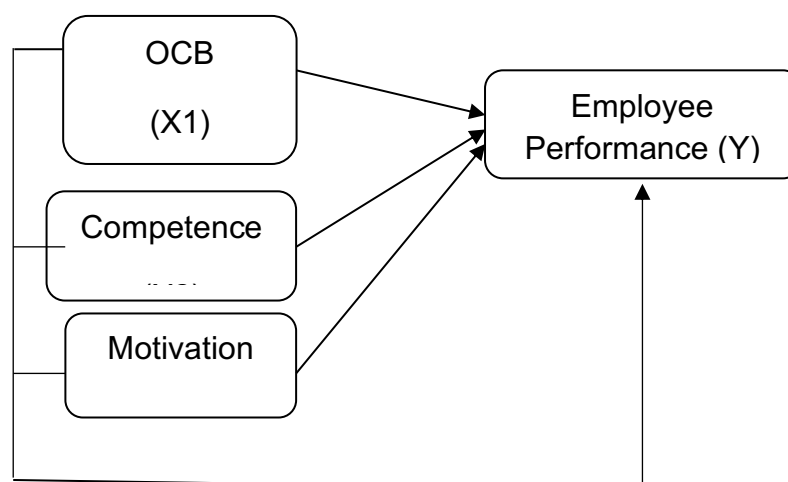 OCB
(X1)
Employee
Performance (Y)
Competence
Motivation